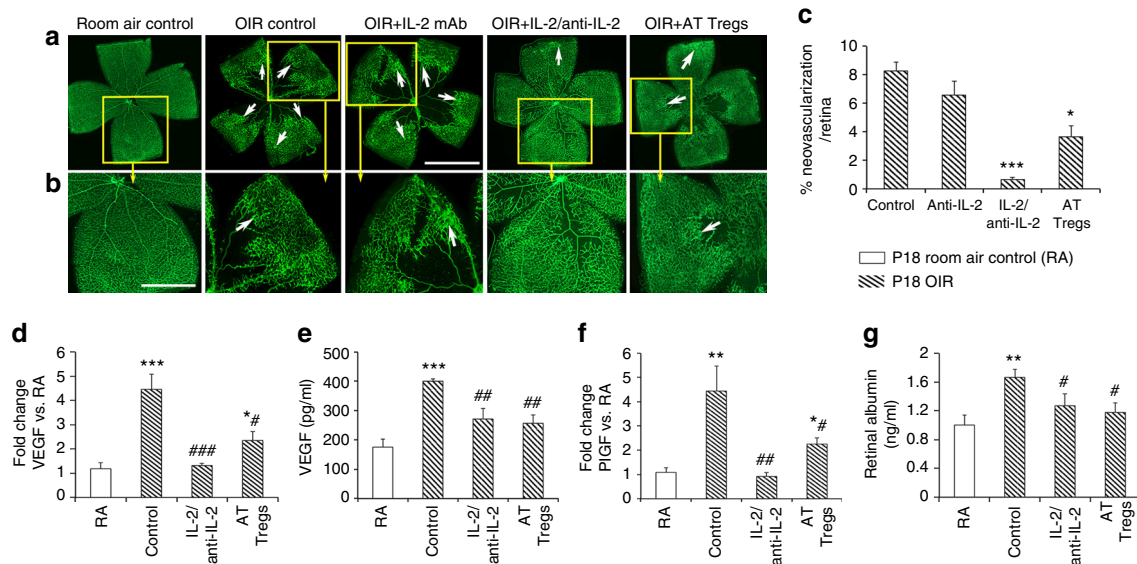 Room air control OIR control OIR+IL-2 mAb OIR+IL-2/anti-IL-2 OIR+AT Tregs
a
b
c
% neovascularization
/retina
10
8
6
4
2
0
***
*
Control Anti-IL-2 IL-2/ AT
anti-IL-2 Tregs
P18 room air control (RA)
P18 OIR
d
Fold change
VEGF vs. RA
6
5
4
3
2
1
0
***
###
*#
RA
Control
IL-2/
anti-IL-2
AT
Tregs
e
VEGF (pg/ml)
500
400
300
200
100
0
***
##
##
RA
Control
IL-2/
anti-IL-2
AT
Tregs
f
Fold change
PlGF vs. RA
6
5
4
3
2
1
0
**
##
*#
RA
Control
IL-2/
anti-IL-2
AT
Tregs
g
Retinal albumin
(ng/ml)
2
1.6
1.2
0.8
0.4
0
**
#
#
RA
Control
IL-2/
anti-IL-2
AT
Tregs